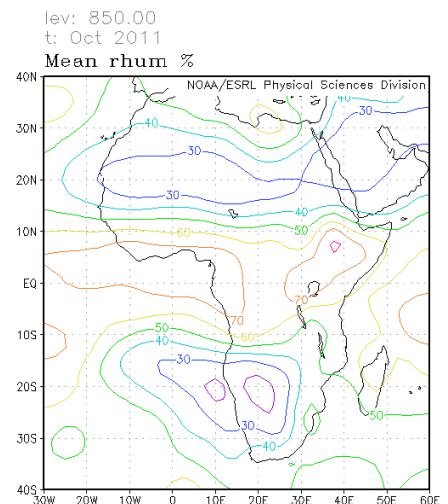 lev: 850.00
t: Oct 2011
Mean rhum %
NOAA/ESRL Physical Sciences Division
40N
30N
20N
10N
EQ
10S
20S
30S
40S
30W 20W 10W 0 10E 20E 30E 40E 50E 60E
40
40
30
30
30
40
50
60
70
70
60
50
40
30
30
40
50